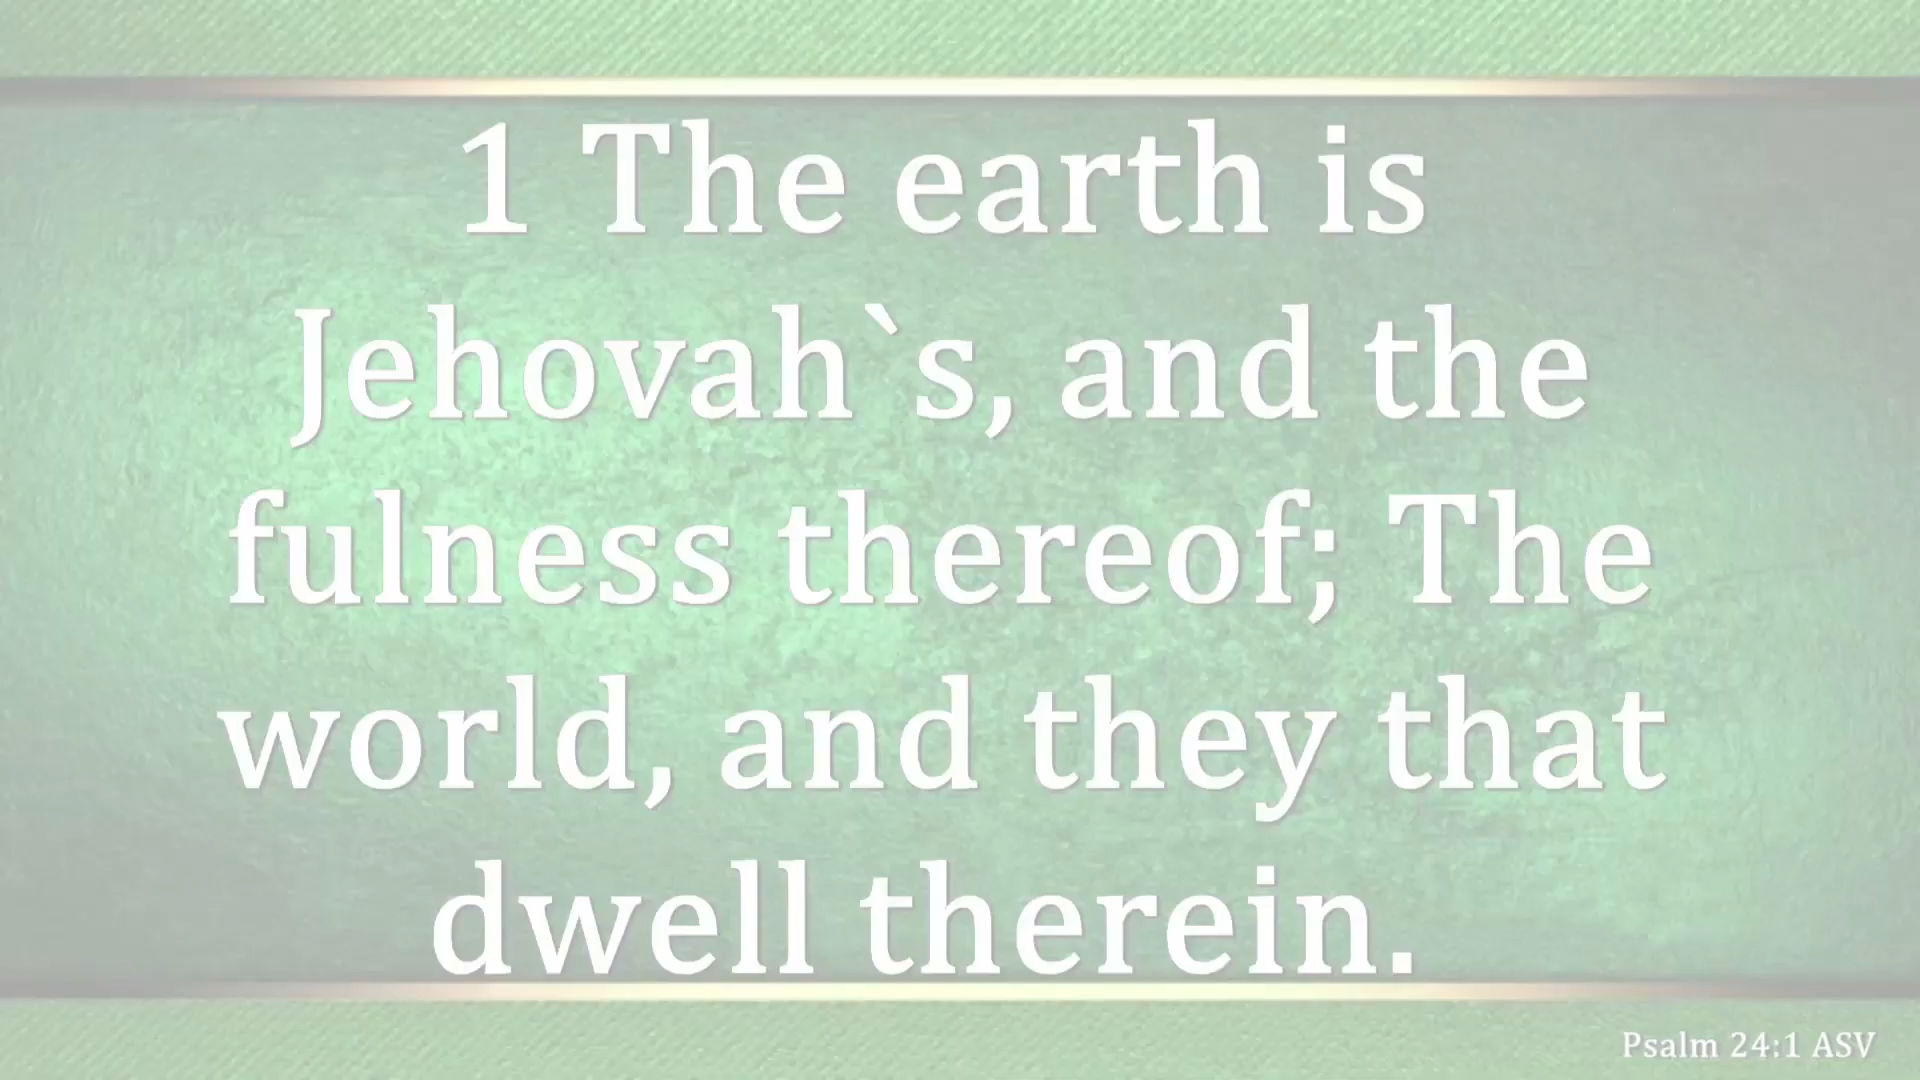 1 The earth is
Jehovah`s, and the
fulness thereof; The
world, and they that
dwell therein.
Psalm 24:1 ASV